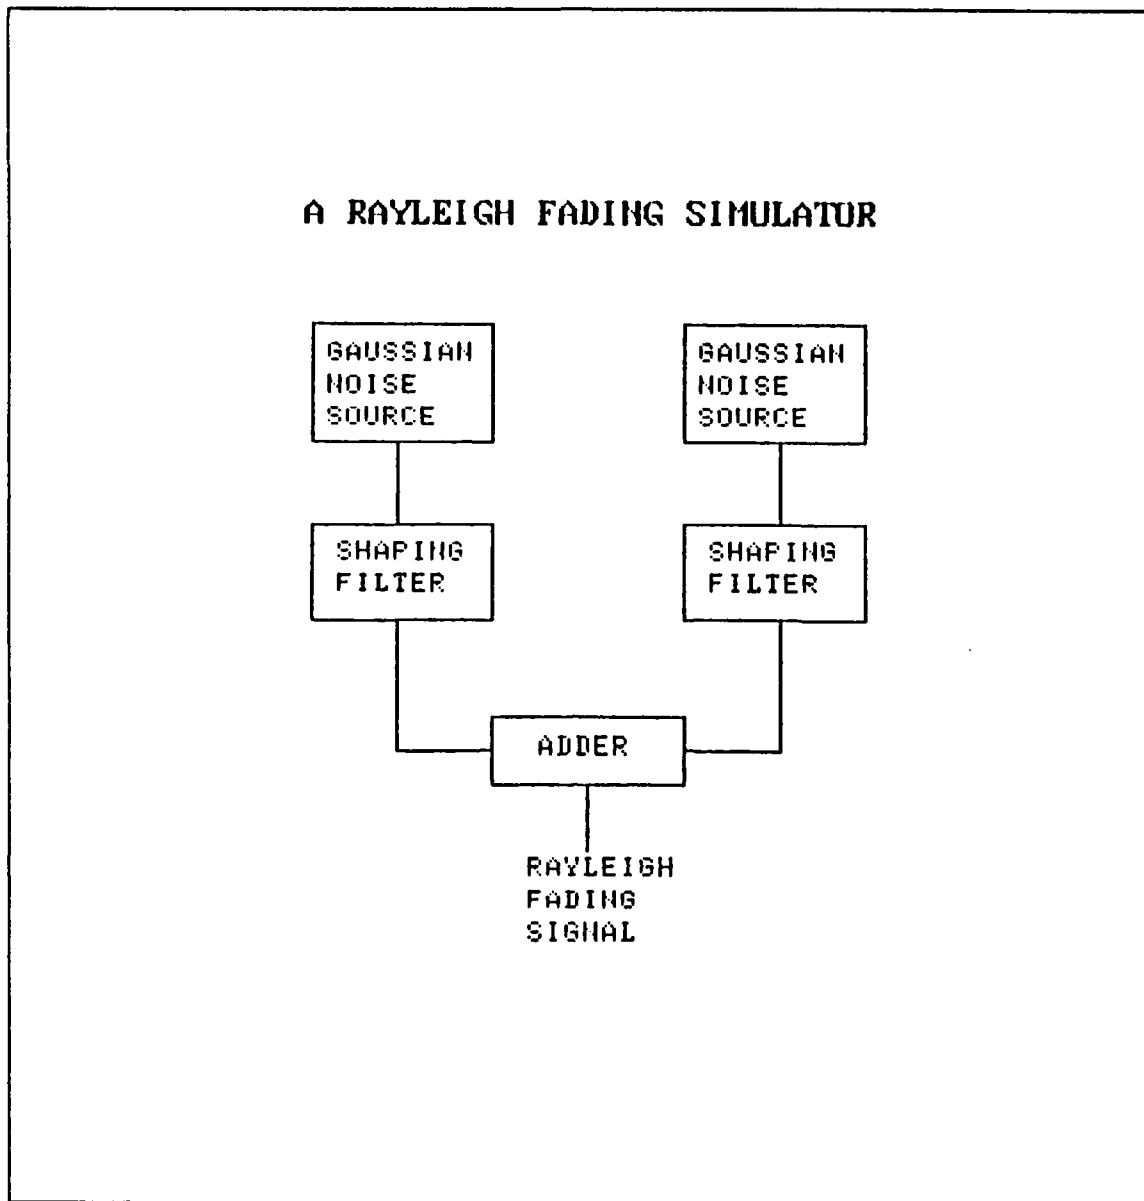 A RAYLEIGH FADING SIMULATOR
GAUSSIAN
NOISE
SOURCE
GAUSSIAN
NOISE
SOURCE
SHAPING
FILTER
SHAPING
FILTER
ADDER
RAYLEIGH
FADING
SIGNAL